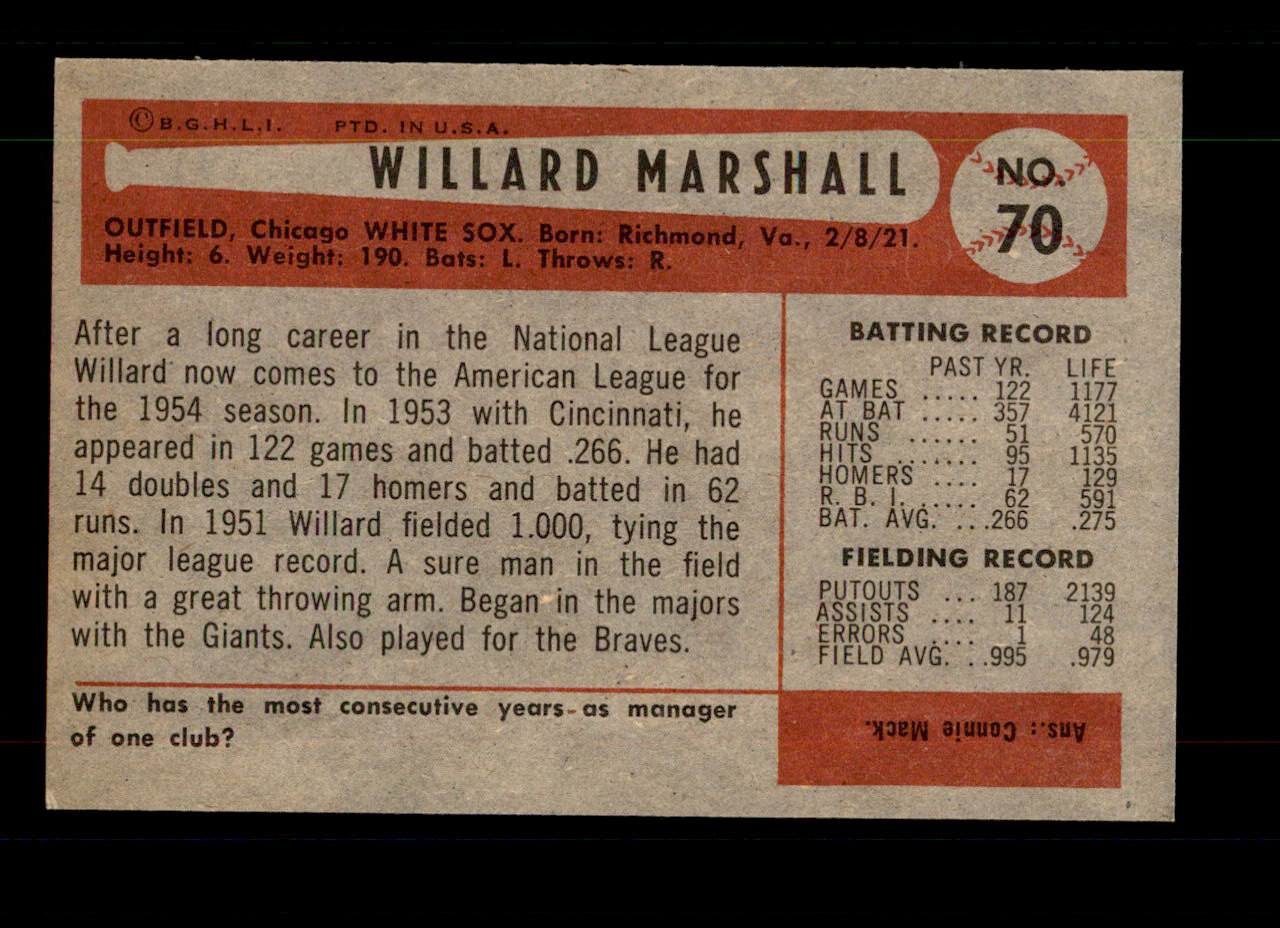 © B.G.H.L.I. PTD. IN U.S.A.
WILLARD MARSHALL
NO.
70
OUTFIELD, Chicago WHITE SOX. Born: Richmond, Va., 2/8/21.
Height: 6. Weight: 190. Bats: L. Throws: R.
After a long career in the National League
Willard now comes to the American League for
the 1954 season. In 1953 with Cincinnati, he
appeared in 122 games and batted .266. He had
14 doubles and 17 homers and batted in 62
runs. In 1951 Willard fielded 1.000, tying the
major league record. A sure man in the field
with a great throwing arm. Began in the majors
with the Giants. Also played for the Braves.
BATTING RECORD
PAST YR. LIFE
GAMES ..... 122 1177
AT BAT ..... 357 4121
RUNS ...... 51 570
HITS ........ 95 1135
HOMERS .... 17 129
R. B. I. ..... 62 591
BAT. AVG. ...266 .275
FIELDING RECORD
PUTOUTS ... 187 2139
ASSISTS .... 11 124
ERRORS .... 1 48
FIELD AVG. ..995 .979
Who has the most consecutive years as manager
of one club?
Ans.: Connie Mack.